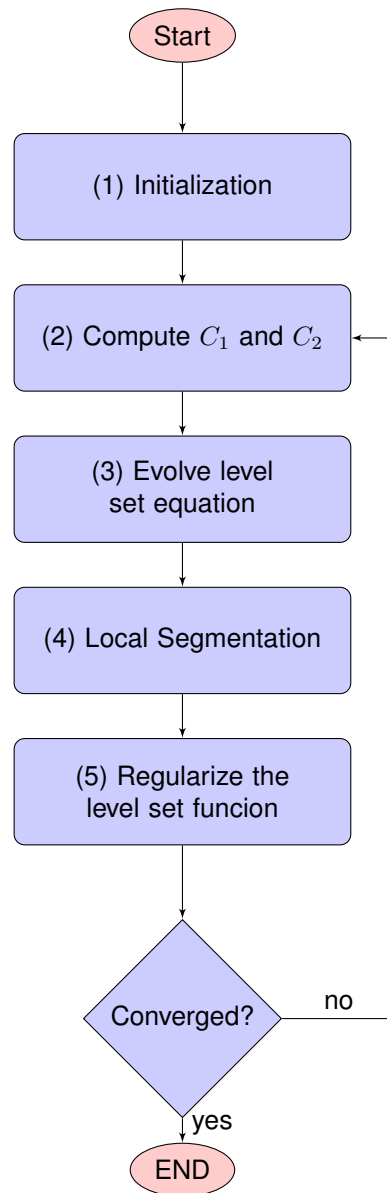 Start
(1) Initialization
(2) Compute C₁ and C₂
(3) Evolve level
set equation
(4) Local Segmentation
(5) Regularize the
level set funcion
Converged?
no
yes
END